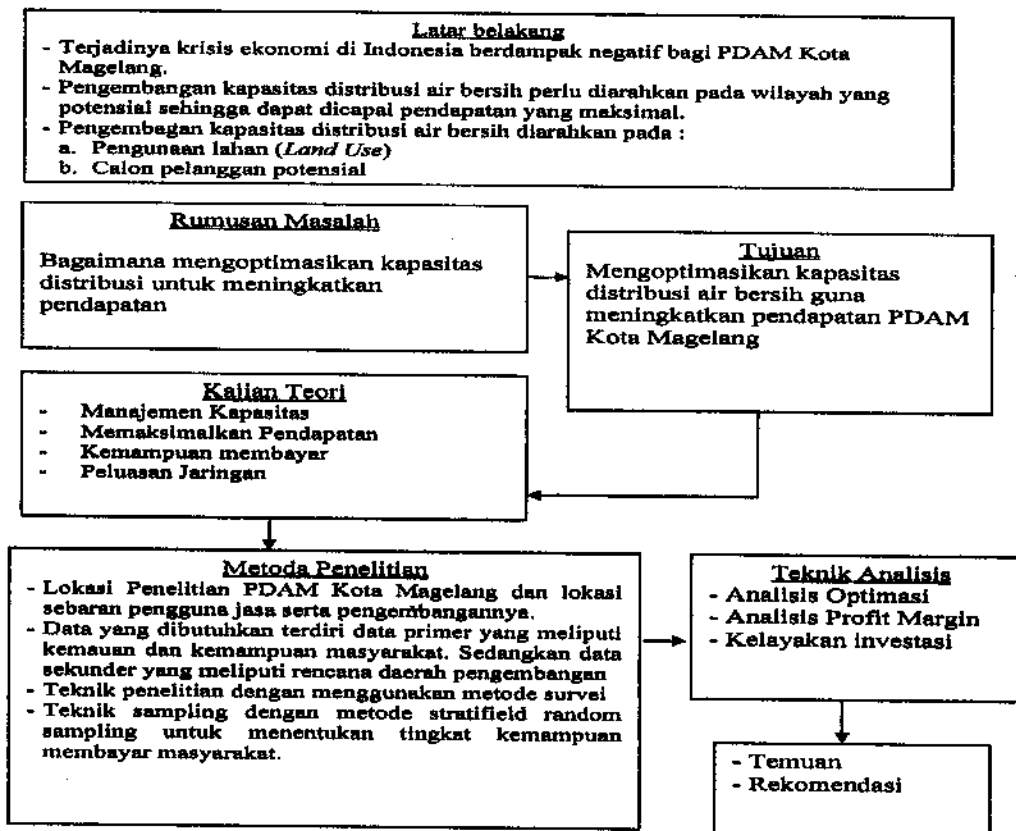 Latar belakang
- Terjadinya krisis ekonomi di Indonesia berdampak negatif bagi PDAM Kota
Magelang.
- Pengembangan kapasitas distribusi air bersih perlu diarahkan pada wilayah yang
potensial sehingga dapat dicapai pendapatan yang maksimal.
- Pengembagan kapasitas distribusi air bersih diarahkan pada :
a. Pengunaan lahan (Land Use)
b. Calon pelanggan potensial
Rumusan Masalah
Bagaimana mengoptimasikan kapasitas
distribusi untuk meningkatkan
pendapatan
Tujuan
Mengoptimasikan kapasitas
distribusi air bersih guna
meningkatkan pendapatan PDAM
Kota Magelang
Kajian Teori
- Manajemen Kapasitas
- Memaksimalkan Pendapatan
- Kemampuan membayar
- Peluasan Jaringan
Metoda Penelitian
- Lokasi Penelitian PDAM Kota Magelang dan lokasi
sebaran pengguna jasa serta pengembangannya.
- Data yang dibutuhkan terdiri data primer yang meliputi
kemauan dan kemampuan masyarakat. Sedangkan data
sekunder yang meliputi rencana daerah pengembangan
- Teknik penelitian dengan menggunakan metode survei
- Teknik sampling dengan metode stratifield random
sampling untuk menentukan tingkat kemampuan
membayar masyarakat.
Teknik Analisis
- Analisis Optimasi
- Analisis Profit Margin
- Kelayakan investasi
- Temuan
- Rekomendasi